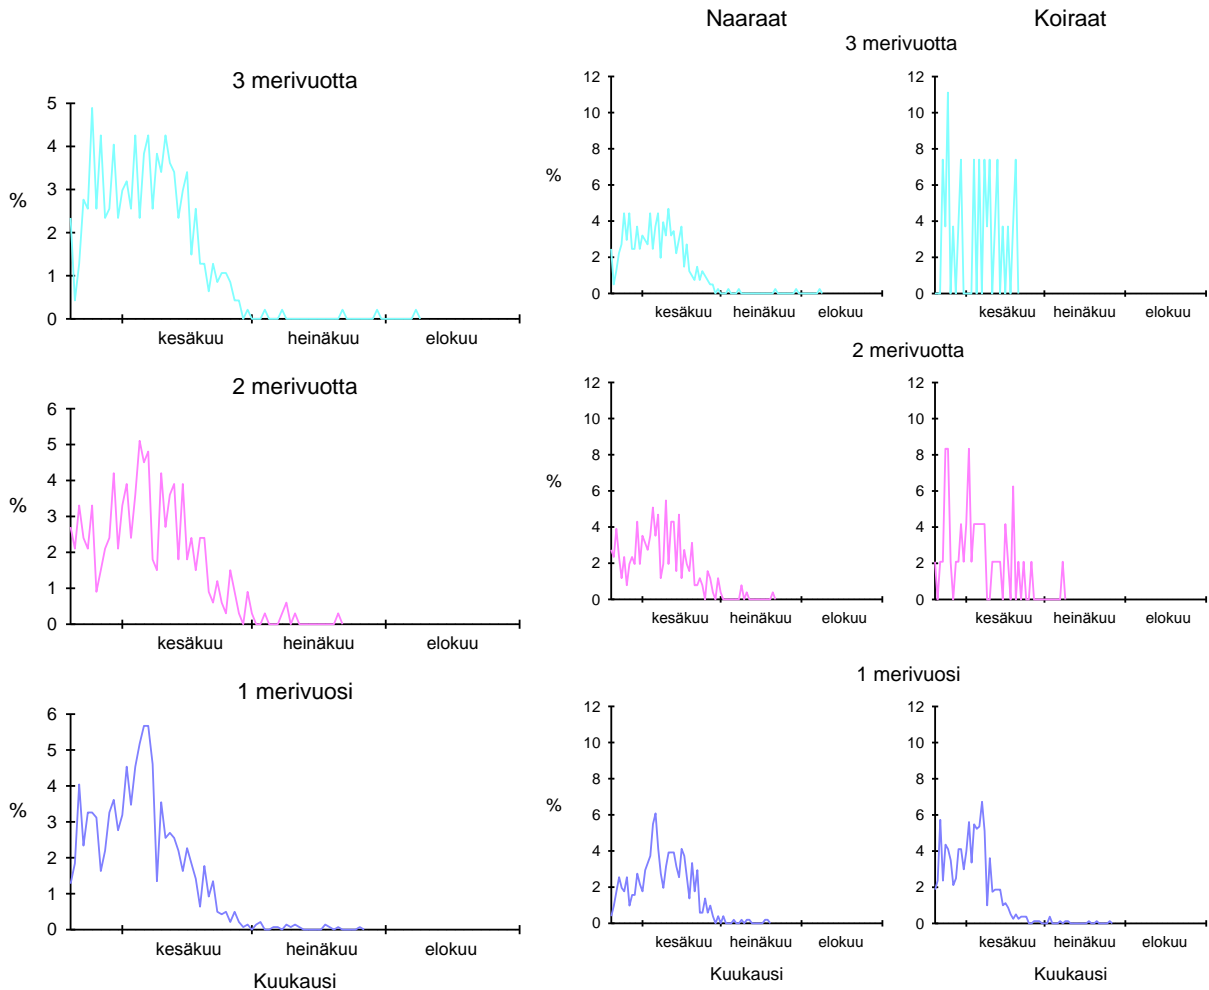 Naaraat
Koiraat
3 merivuotta
3 merivuotta
5
4
3
2
1
0
%
kesäkuu
heinäkuu
elokuu
12
10
8
6
4
2
0
%
kesäkuu
heinäkuu
elokuu
12
10
8
6
4
2
0
kesäkuu
heinäkuu
elokuu
2 merivuotta
2 merivuotta
6
5
4
3
2
1
0
%
kesäkuu
heinäkuu
elokuu
12
10
8
6
4
2
0
%
kesäkuu
heinäkuu
elokuu
12
10
8
6
4
2
0
kesäkuu
heinäkuu
elokuu
1 merivuosi
1 merivuosi
6
5
4
3
2
1
0
%
kesäkuu
heinäkuu
elokuu
Kuukausi
12
10
8
6
4
2
0
%
kesäkuu
heinäkuu
elokuu
Kuukausi
12
10
8
6
4
2
0
kesäkuu
heinäkuu
elokuu
Kuukausi